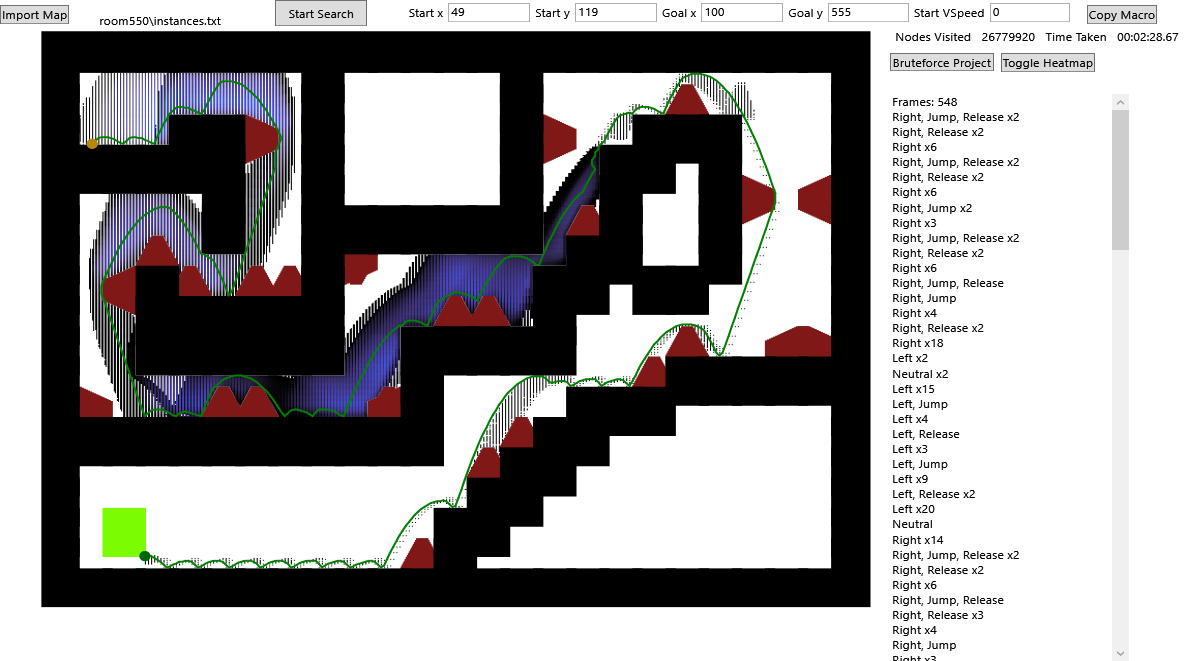 Import Map
room550\instances.txt
Start Search
Start x 49 Start y 119 Goal x 100 Goal y 555 Start VSpeed 0
Copy Macro
Nodes Visited 26779920 Time Taken 00:02:28.67
Bruteforce Project Toggle Heatmap
Frames: 548
Right, Jump, Release x2
Right, Release x2
Right x6
Right, Jump, Release x2
Right, Release x2
Right x6
Right, Jump x2
Right x3
Right, Jump, Release x2
Right, Release x2
Right x6
Right, Jump, Release
Right, Jump
Right x4
Right, Release x2
Right x18
Left x2
Neutral x2
Left x15
Left, Jump
Left x4
Left, Release
Left x3
Left, Jump
Left x9
Left, Release x2
Left x20
Neutral
Right x14
Right, Jump, Release x2
Right, Release x2
Right x6
Right, Jump, Release
Right, Release x3
Right x4
Right, Jump
Right x3